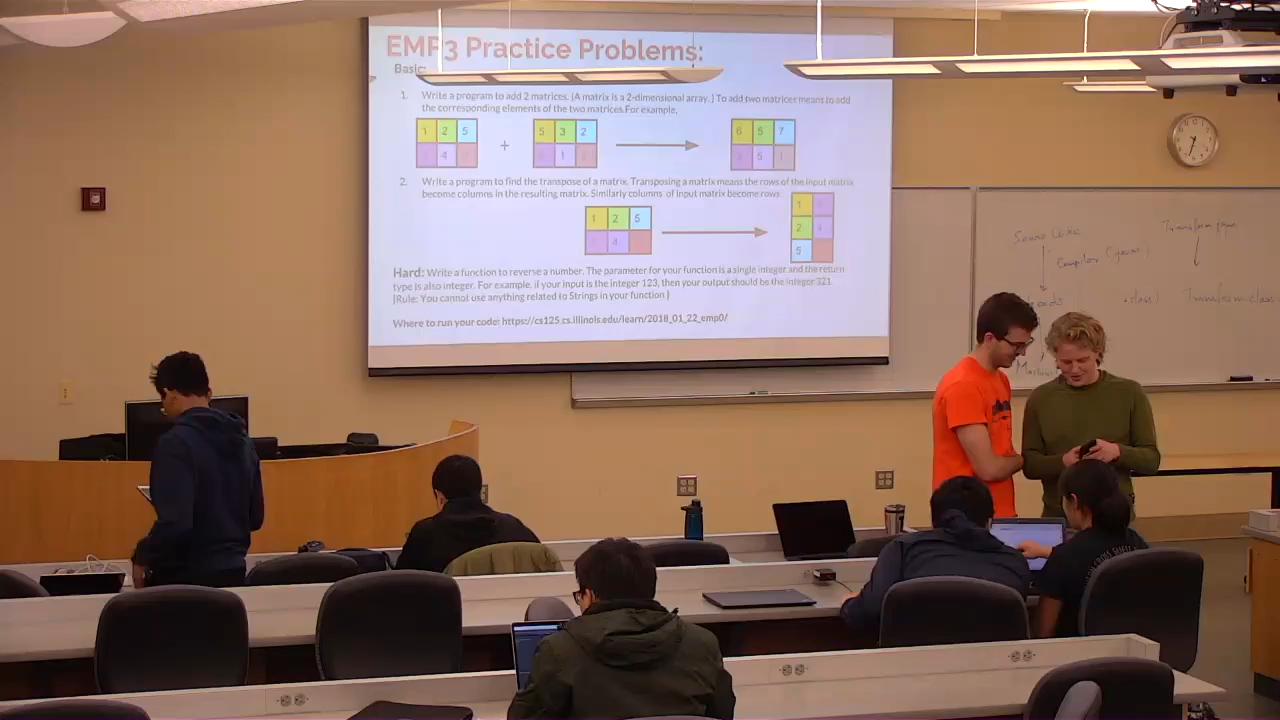 EMP3 Practice Problems:
Basic:
1. Write a program to add 2 matrices. (A matrix is a 2-dimensional array.) To add two matrices means to add
the corresponding elements of the two matrices.For example,
1 2 5 + 5 3 2 6 5 7
4 1 5 1
2. Write a program to find the transpose of a matrix. Transposing a matrix means the rows of the input matrix
become columns in the resulting matrix. Similarly columns of input matrix become rows.
1 2 5 1
4 2 4
5
Hard: Write a function to reverse a number. The parameter for your function is a single integer and the return
type is also integer. For example, if your input is the integer 123, then your output should be the integer 321.
(Rule: You cannot use anything related to Strings in your function.)
Where to run your code: https://cs125.cs.illinois.edu/learn/2018_01_22_emp0/
Source Code
Compiler